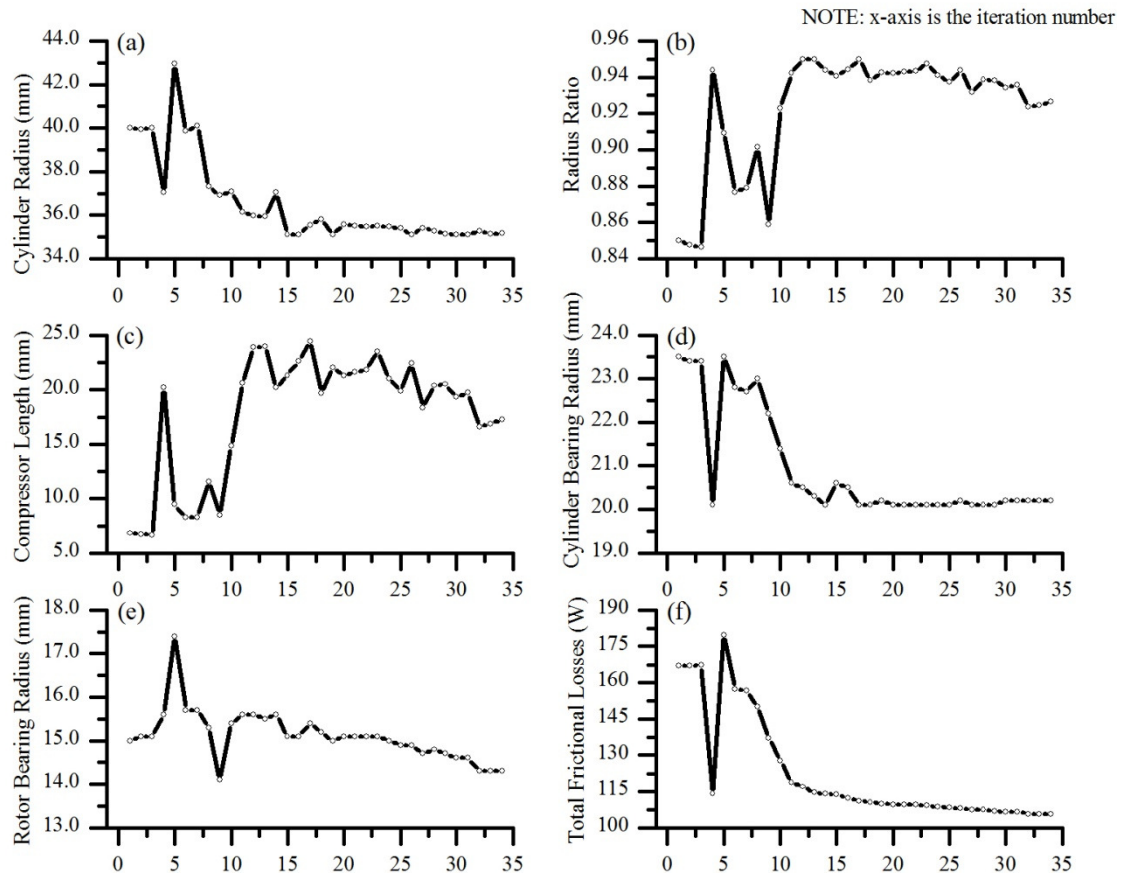 NOTE: x-axis is the iteration number
(a)
Cylinder Radius (mm)
44.0
42.0
40.0
38.0
36.0
34.0
0 5 10 15 20 25 30 35
(b)
Radius Ratio
0.96
0.94
0.92
0.90
0.88
0.86
0.84
0 5 10 15 20 25 30 35
(c)
Compressor Length (mm)
25.0
20.0
15.0
10.0
5.0
0 5 10 15 20 25 30 35
(d)
Cylinder Bearing Radius (mm)
24.0
23.0
22.0
21.0
20.0
19.0
0 5 10 15 20 25 30 35
(e)
Rotor Bearing Radius (mm)
18.0
17.0
16.0
15.0
14.0
13.0
0 5 10 15 20 25 30 35
(f)
Total Frictional Losses (W)
190
175
160
145
130
115
100
0 5 10 15 20 25 30 35